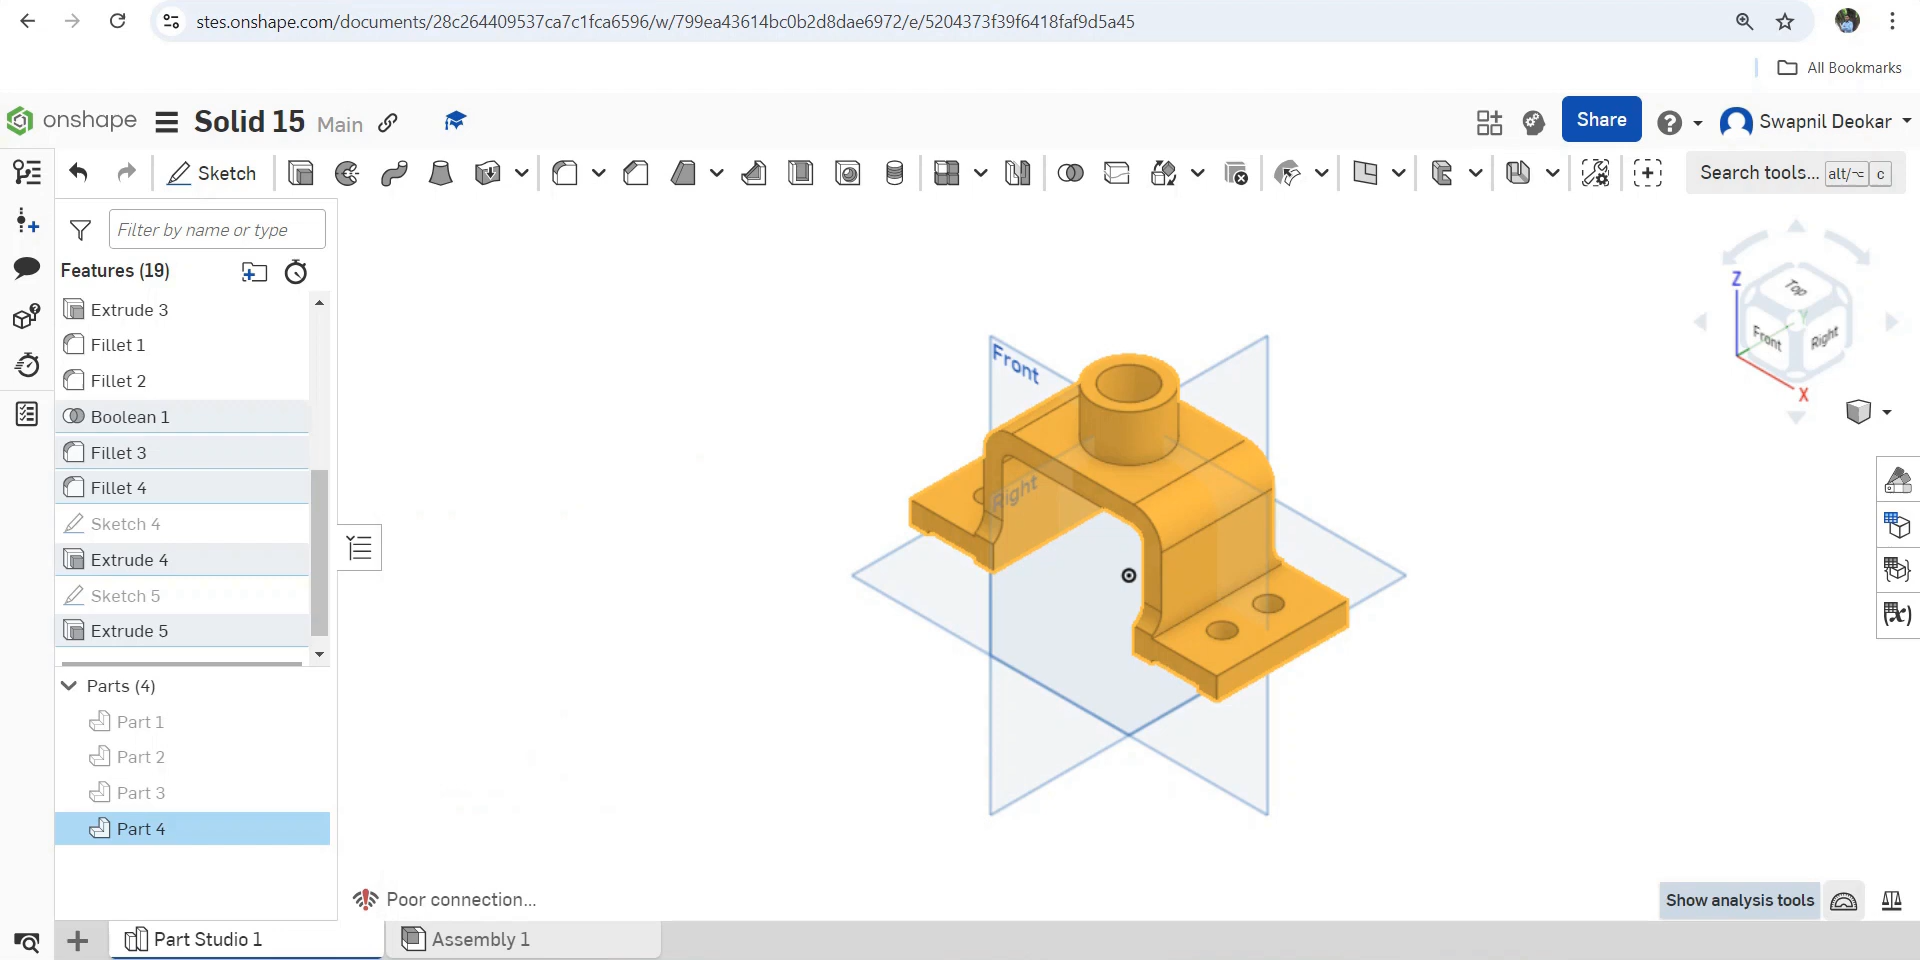 stes.onshape.com/documents/28c264409537ca7c1fca6596/w/799ea43614bc0b2d8dae6972/e/5204373f39f6418faf9d5a45
All Bookmarks
onshape Solid 15 Main Share Swapnil Deokar
Sketch Search tools... alt/⌥ c
Filter by name or type
Features (19)
Extrude 3
Fillet 1
Fillet 2
Boolean 1
Fillet 3
Fillet 4
Sketch 4
Extrude 4
Sketch 5
Extrude 5
Parts (4)
Part 1
Part 2
Part 3
Part 4
Front
Right
Z
Top
Front
Right
Y
X
Poor connection...
Show analysis tools
Part Studio 1
Assembly 1